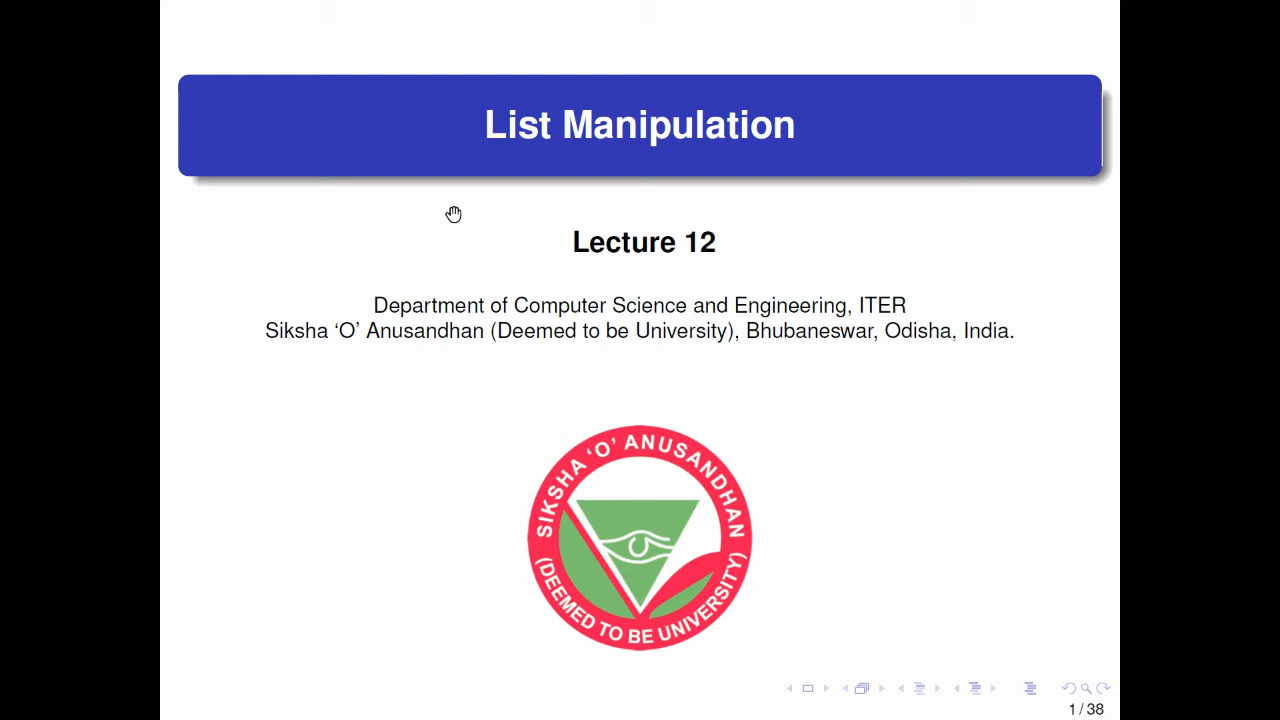 List Manipulation
Lecture 12
Department of Computer Science and Engineering, ITER
Siksha ‘O’ Anusandhan (Deemed to be University), Bhubaneswar, Odisha, India.
SIKSHA ‘O’ ANUSANDHAN
(DEEMED TO BE UNIVERSITY)
1 / 38